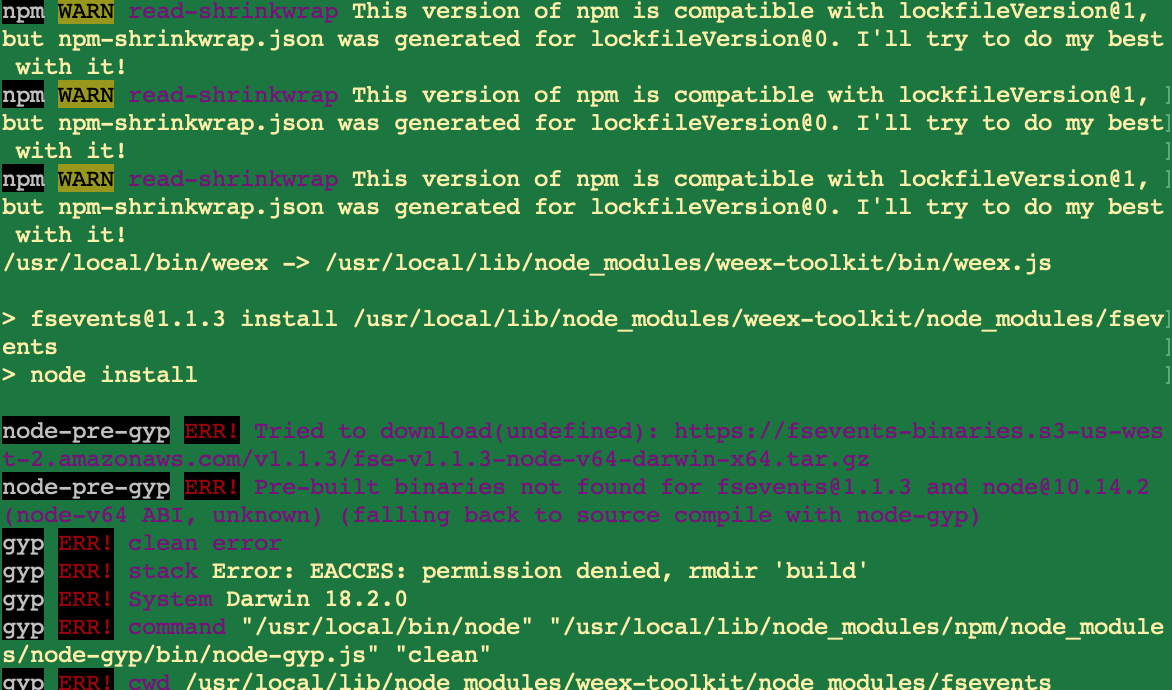 npm WARN read-shrinkwrap This version of npm is compatible with lockfileVersion@1,
but npm-shrinkwrap.json was generated for lockfileVersion@0. I'll try to do my best
 with it!
npm WARN read-shrinkwrap This version of npm is compatible with lockfileVersion@1, ]
but npm-shrinkwrap.json was generated for lockfileVersion@0. I'll try to do my best]
 with it! ]
npm WARN read-shrinkwrap This version of npm is compatible with lockfileVersion@1, ]
but npm-shrinkwrap.json was generated for lockfileVersion@0. I'll try to do my best
 with it!
/usr/local/bin/weex -> /usr/local/lib/node_modules/weex-toolkit/bin/weex.js

> fsevents@1.1.3 install /usr/local/lib/node_modules/weex-toolkit/node_modules/fsev]
ents ]
> node install ]

node-pre-gyp ERR! Tried to download(undefined): https://fsevents-binaries.s3-us-wes
t-2.amazonaws.com/v1.1.3/fse-v1.1.3-node-v64-darwin-x64.tar.gz
node-pre-gyp ERR! Pre-built binaries not found for fsevents@1.1.3 and node@10.14.2
(node-v64 ABI, unknown) (falling back to source compile with node-gyp)
gyp ERR! clean error
gyp ERR! stack Error: EACCES: permission denied, rmdir 'build'
gyp ERR! System Darwin 18.2.0
gyp ERR! command "/usr/local/bin/node" "/usr/local/lib/node_modules/npm/node_module
s/node-gyp/bin/node-gyp.js" "clean"
gyp ERR! cwd /usr/local/lib/node_modules/weex-toolkit/node_modules/fsevents